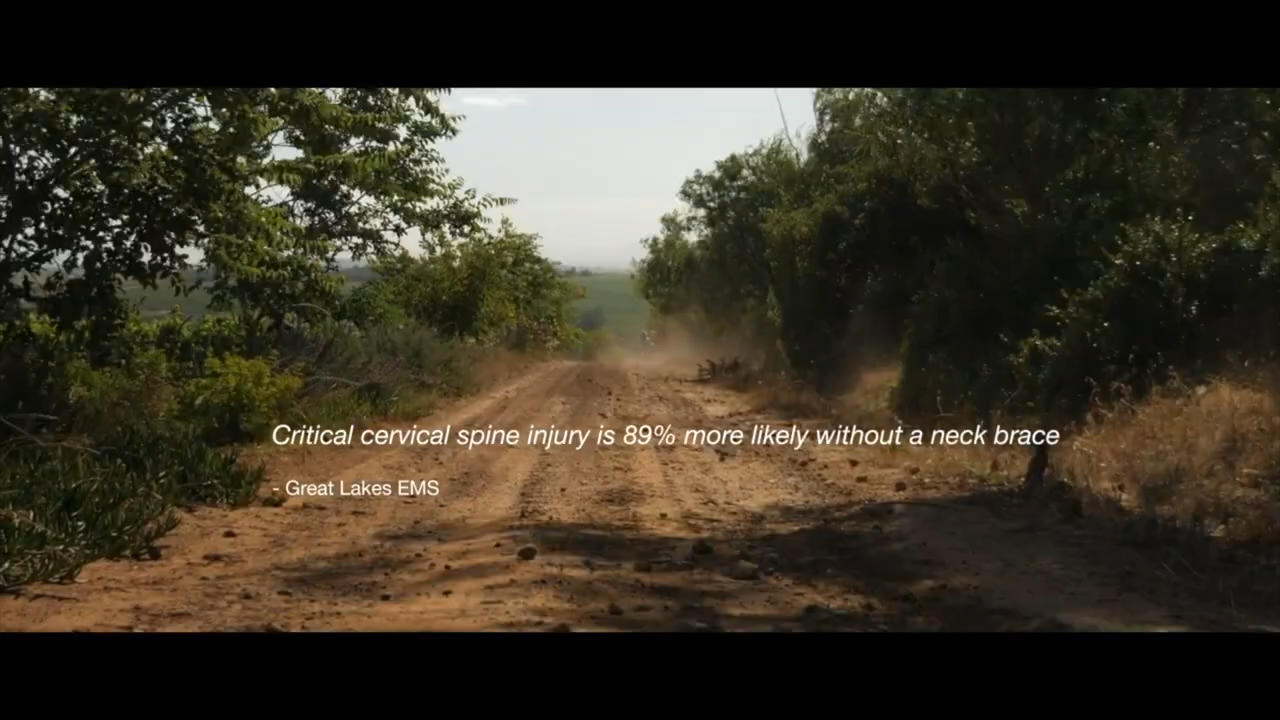 Critical cervical spine injury is 89% more likely without a neck brace
- Great Lakes EMS